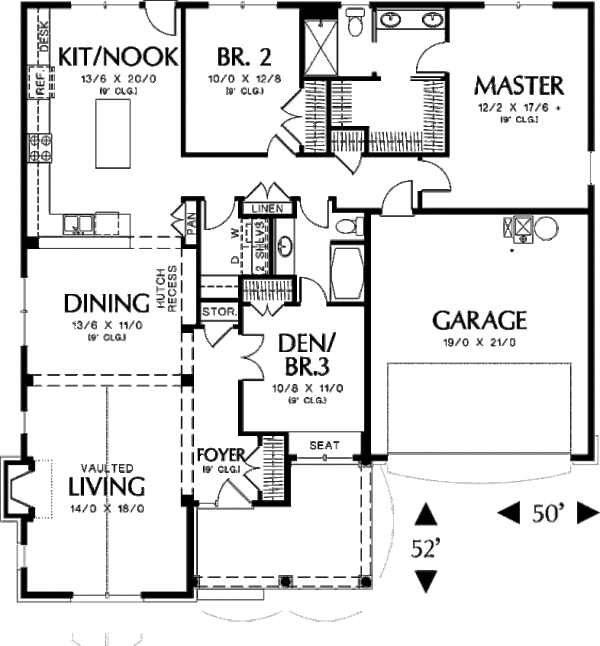 DESK
REF.
KIT/NOOK
13/6 X 20/0
(9' CLG.)
BR. 2
10/0 X 12/8
(9' CLG.)
MASTER
12/2 X 17/6 +
(9' CLG.)
PAN
LINEN
D W
2 SHLVS
DINING
13/6 X 11/0
(9' CLG.)
HUTCH
RECESS
STOR.
DEN/
BR.3
10/8 X 11/0
(9' CLG.)
GARAGE
19/0 X 21/0
SEAT
FOYER
(9' CLG.)
VAULTED
LIVING
14/0 X 18/0
50'
52'